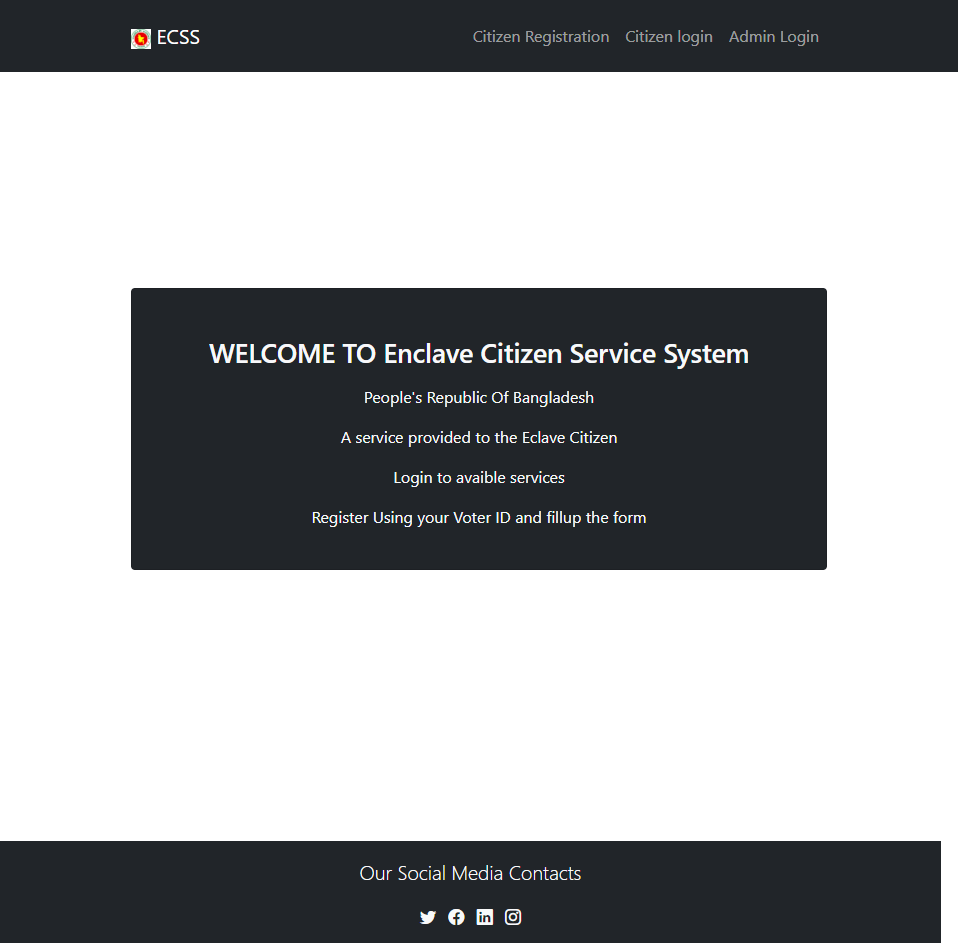 ECSS
Citizen Registration Citizen login Admin Login
WELCOME TO Enclave Citizen Service System
People's Republic Of Bangladesh
A service provided to the Eclave Citizen
Login to avaible services
Register Using your Voter ID and fillup the form
Our Social Media Contacts